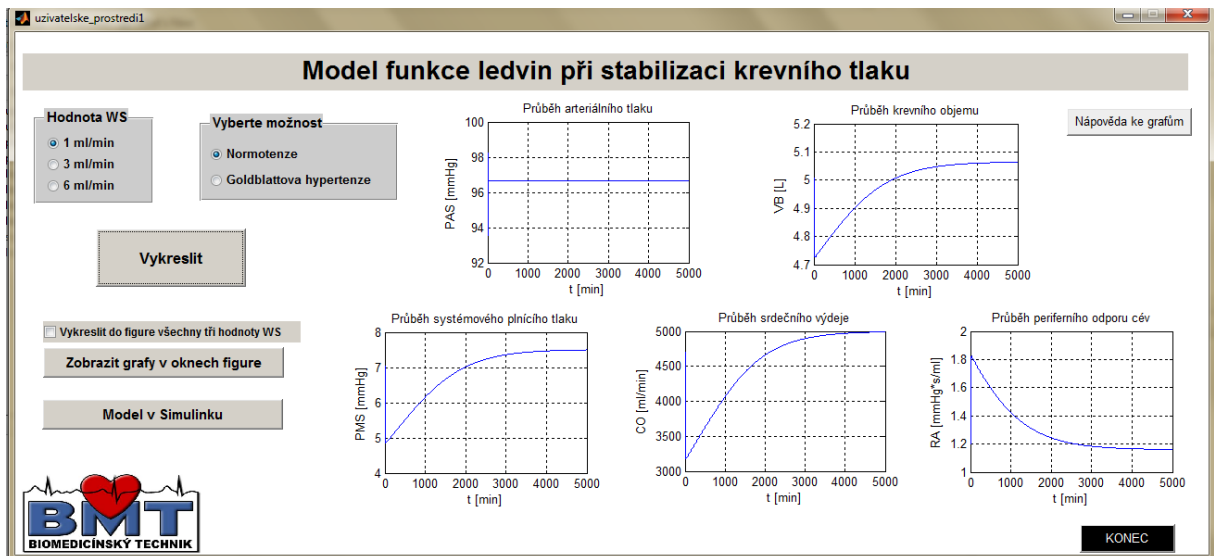 uzivatelske_prostredi1
Model funkce ledvin při stabilizaci krevního tlaku
Hodnota WS
1 ml/min
3 ml/min
6 ml/min
Vyberte možnost
Normotenze
Goldblattova hypertenze
Vykreslit
Vykreslit do figure všechny tři hodnoty WS
Zobrazit grafy v oknech figure
Model v Simulinku
BMT
BIOMEDICÍNSKÝ TECHNIK
Průběh arteriálního tlaku
PAS [mmHg]
100
98
96
94
92
0 1000 2000 3000 4000 5000
t [min]
Průběh krevního objemu
VB [L]
5.2
5.1
5
4.9
4.8
4.7
0 1000 2000 3000 4000 5000
t [min]
Nápověda ke grafům
Průběh systémového plnícího tlaku
PMS [mmHg]
8
7
6
5
4
0 1000 2000 3000 4000 5000
t [min]
Průběh srdečního výdeje
CO [ml/min]
5000
4500
4000
3500
3000
0 1000 2000 3000 4000 5000
t [min]
Průběh periferního odporu cév
RA [mmHg*s/ml]
2
1.8
1.6
1.4
1.2
1
0 1000 2000 3000 4000 5000
t [min]
KONEC